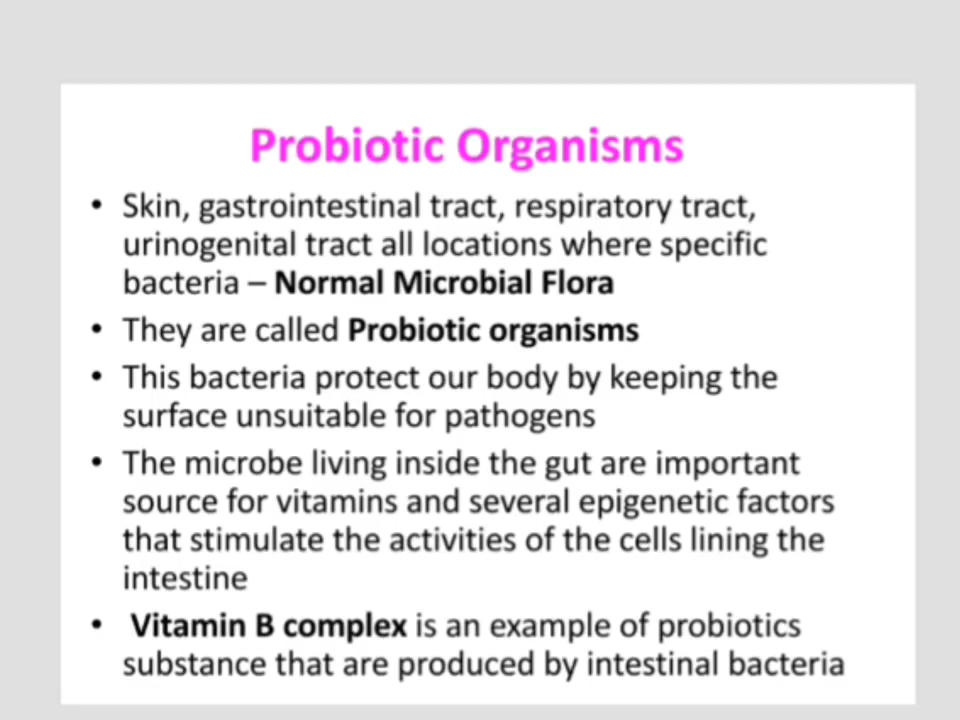 Probiotic Organisms
• Skin, gastrointestinal tract, respiratory tract,
urinogenital tract all locations where specific
bacteria – Normal Microbial Flora
• They are called Probiotic organisms
• This bacteria protect our body by keeping the
surface unsuitable for pathogens
• The microbe living inside the gut are important
source for vitamins and several epigenetic factors
that stimulate the activities of the cells lining the
intestine
• Vitamin B complex is an example of probiotics
substance that are produced by intestinal bacteria